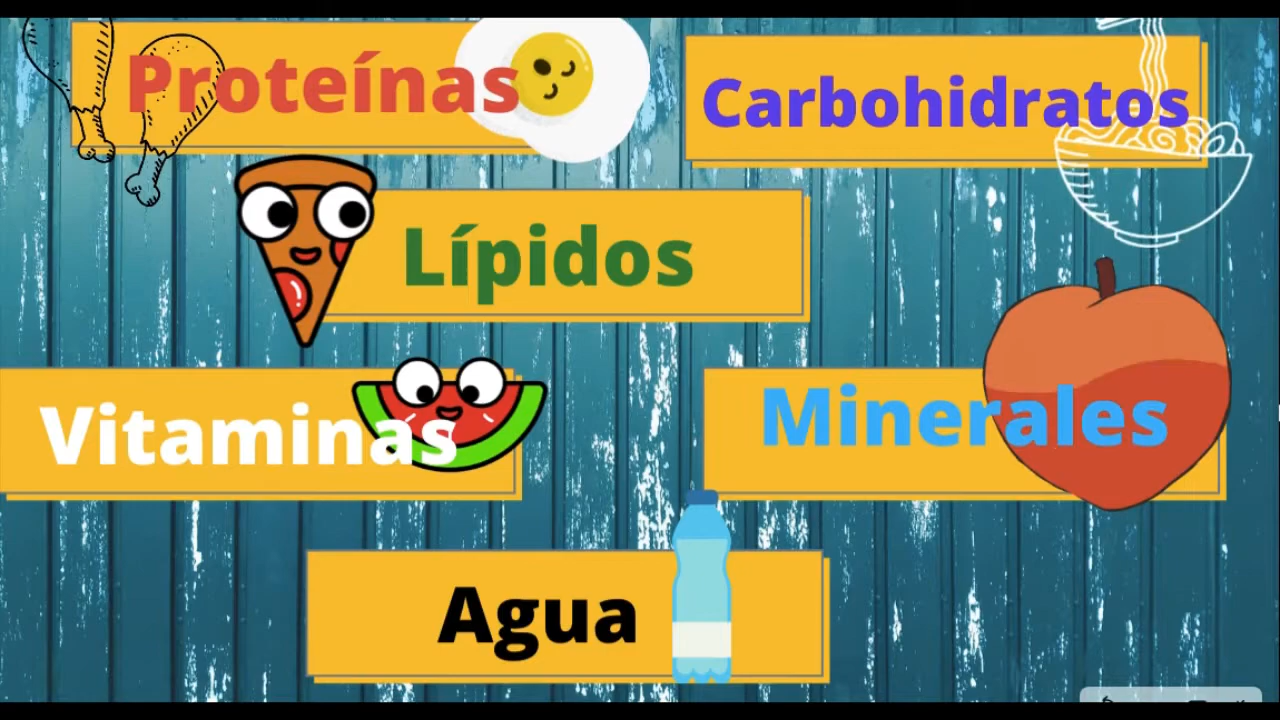 Proteínas
Carbohidratos
Lípidos
Vitaminas
Minerales
Agua